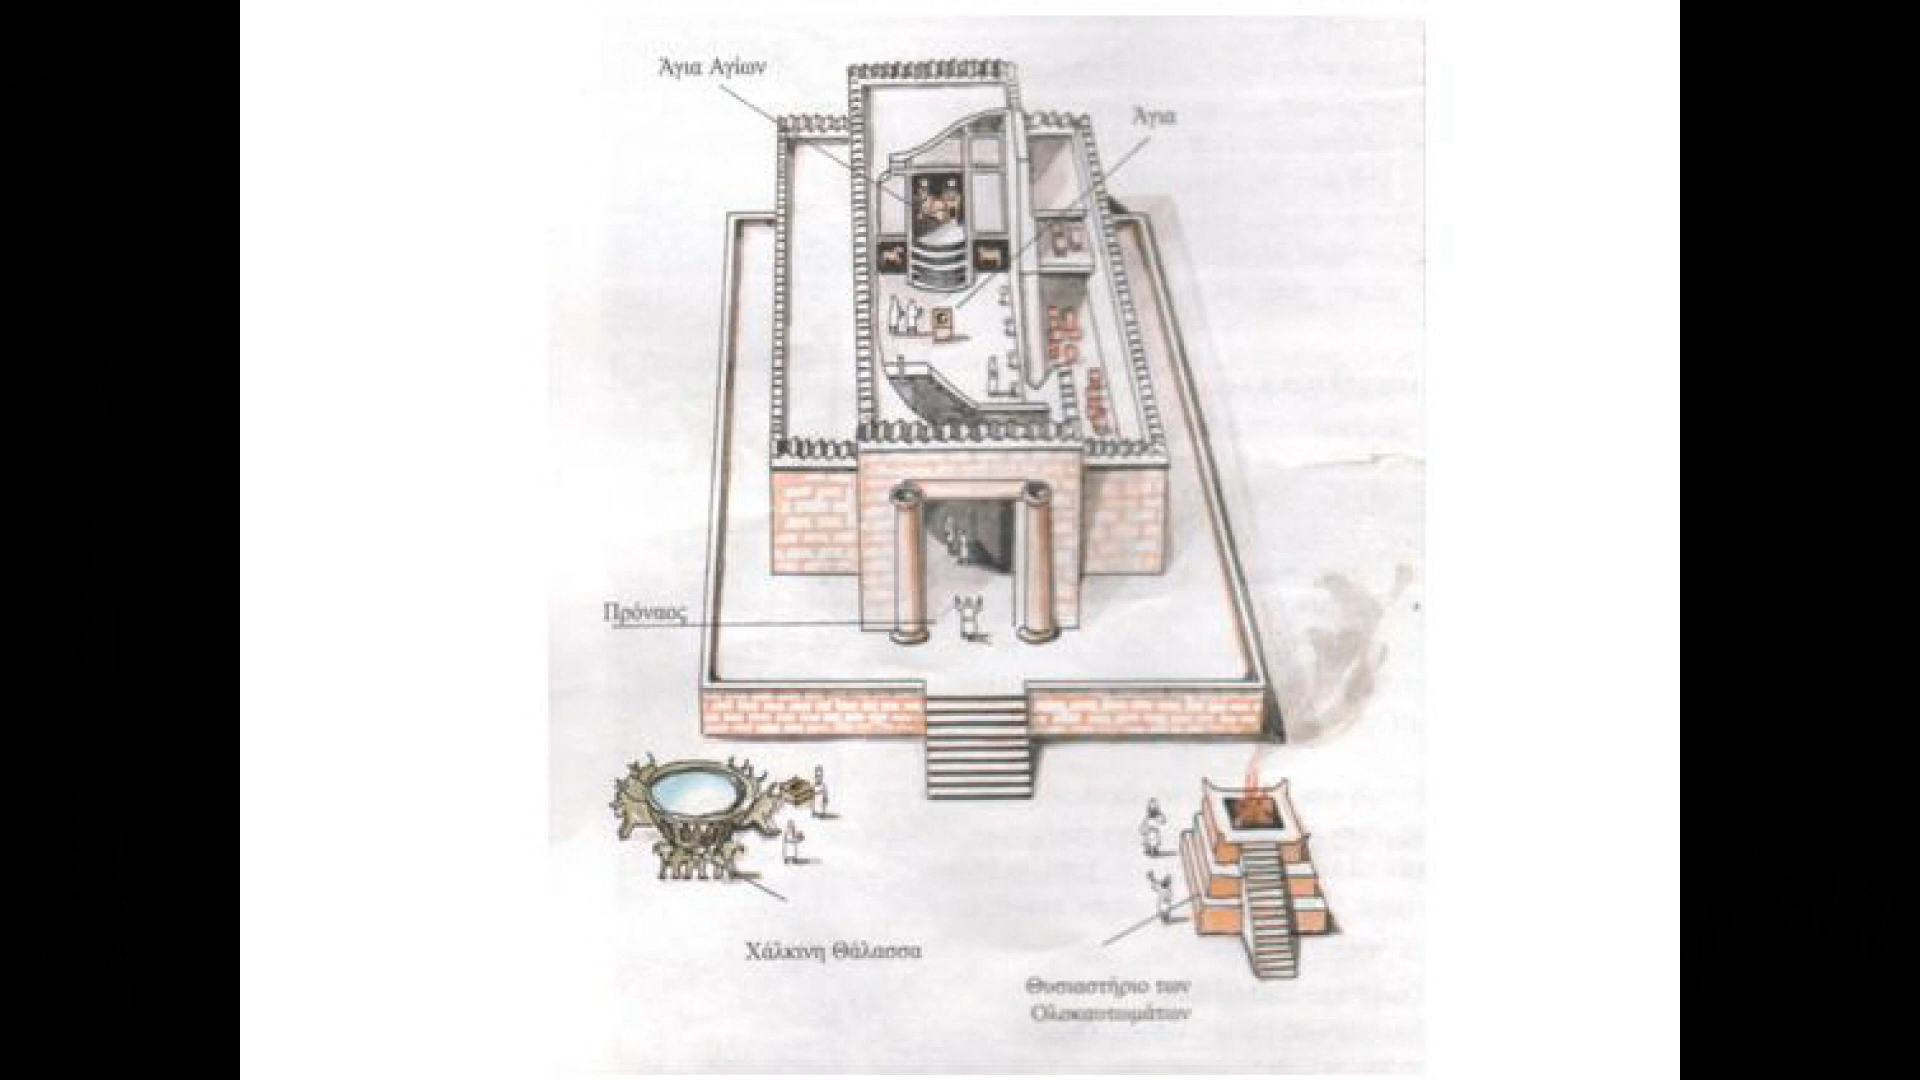 Άγια Αγίων
Άγια
Πρόναος
Χάλκινη Θάλασσα
Θυσιαστήριο των
Ολοκαυτωμάτων